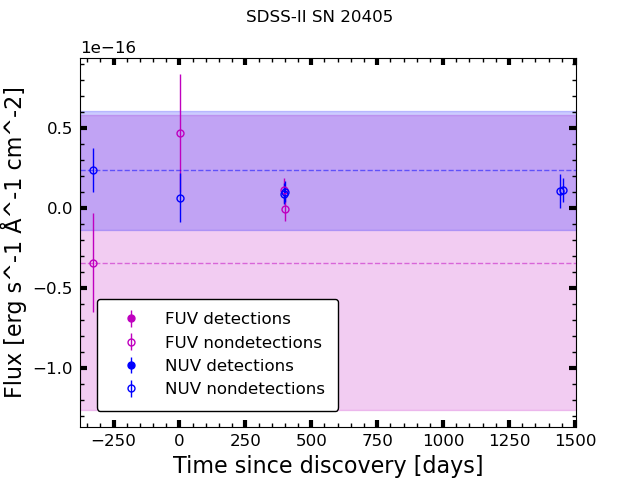 SDSS-II SN 20405
1e−16
0.5
0.0
−0.5
−1.0
Flux [erg s^-1 Å^-1 cm^-2]
FUV detections
FUV nondetections
NUV detections
NUV nondetections
−250 0 250 500 750 1000 1250 1500
Time since discovery [days]